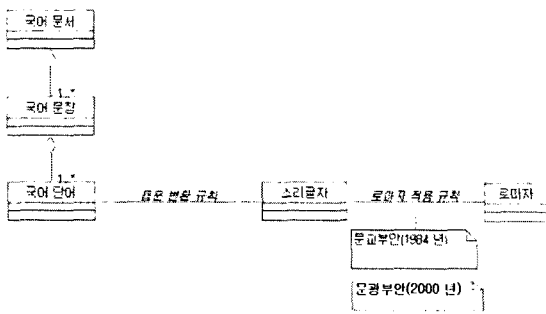 국어 문서
1..*
국어 문장
1..*
국어 단어
음운 변환 규칙
소리글자
로마자 적용 규칙
로마자
문교부안(1984 년)
문광부안(2000 년)